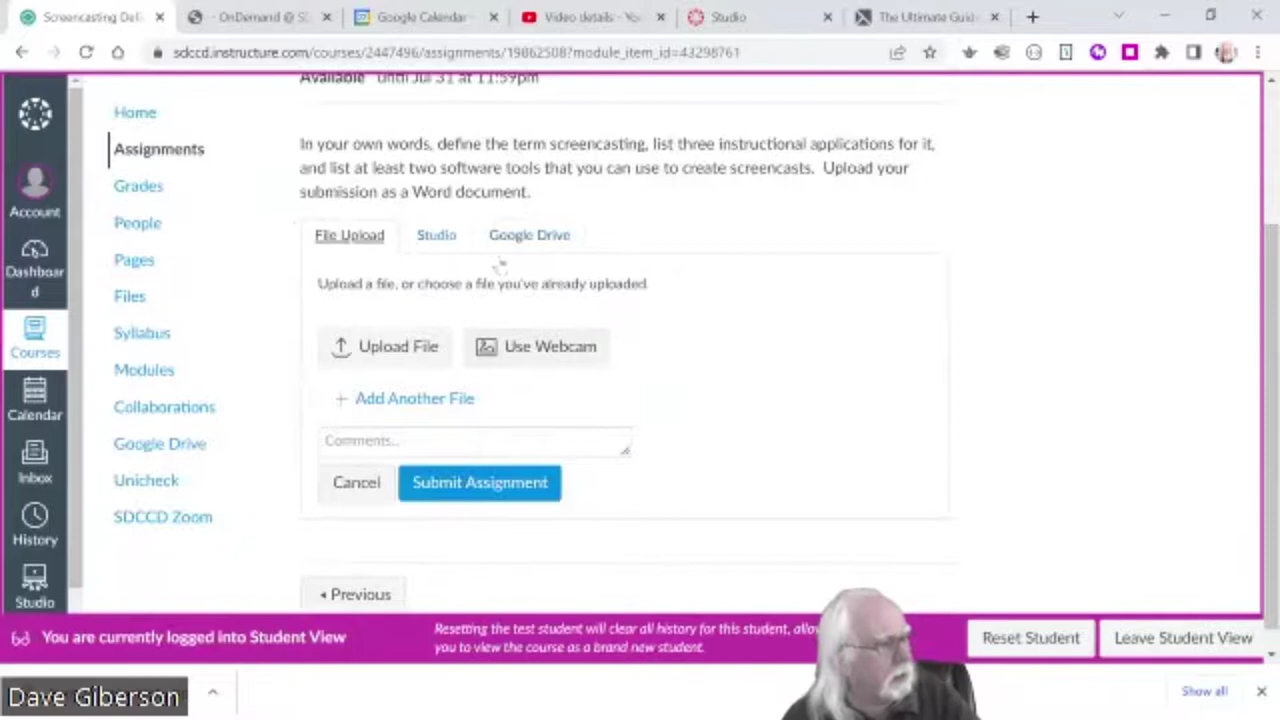 Screencasting Defi
- OnDemand @ S
Google Calendar
Video details - Yo
Studio
The Ultimate Guid
sdccd.instructure.com/courses/2447496/assignments/19862508?module_item_id=43298761
Available until Jul 31 at 11:59pm
Account
Dashboar
d
Courses
Calendar
Inbox
History
Studio
Home
Assignments
Grades
People
Pages
Files
Syllabus
Modules
Collaborations
Google Drive
Unicheck
SDCCD Zoom
In your own words, define the term screencasting, list three instructional applications for it,
and list at least two software tools that you can use to create screencasts. Upload your
submission as a Word document.
File Upload
Studio
Google Drive
Upload a file, or choose a file you've already uploaded.
Upload File
Use Webcam
+ Add Another File
Comments...
Cancel
Submit Assignment
Previous
You are currently logged into Student View
Resetting the test student will clear all history for this student, allo
you to view the course as a brand new student.
Reset Student
Leave Student View
Dave Giberson
Show all